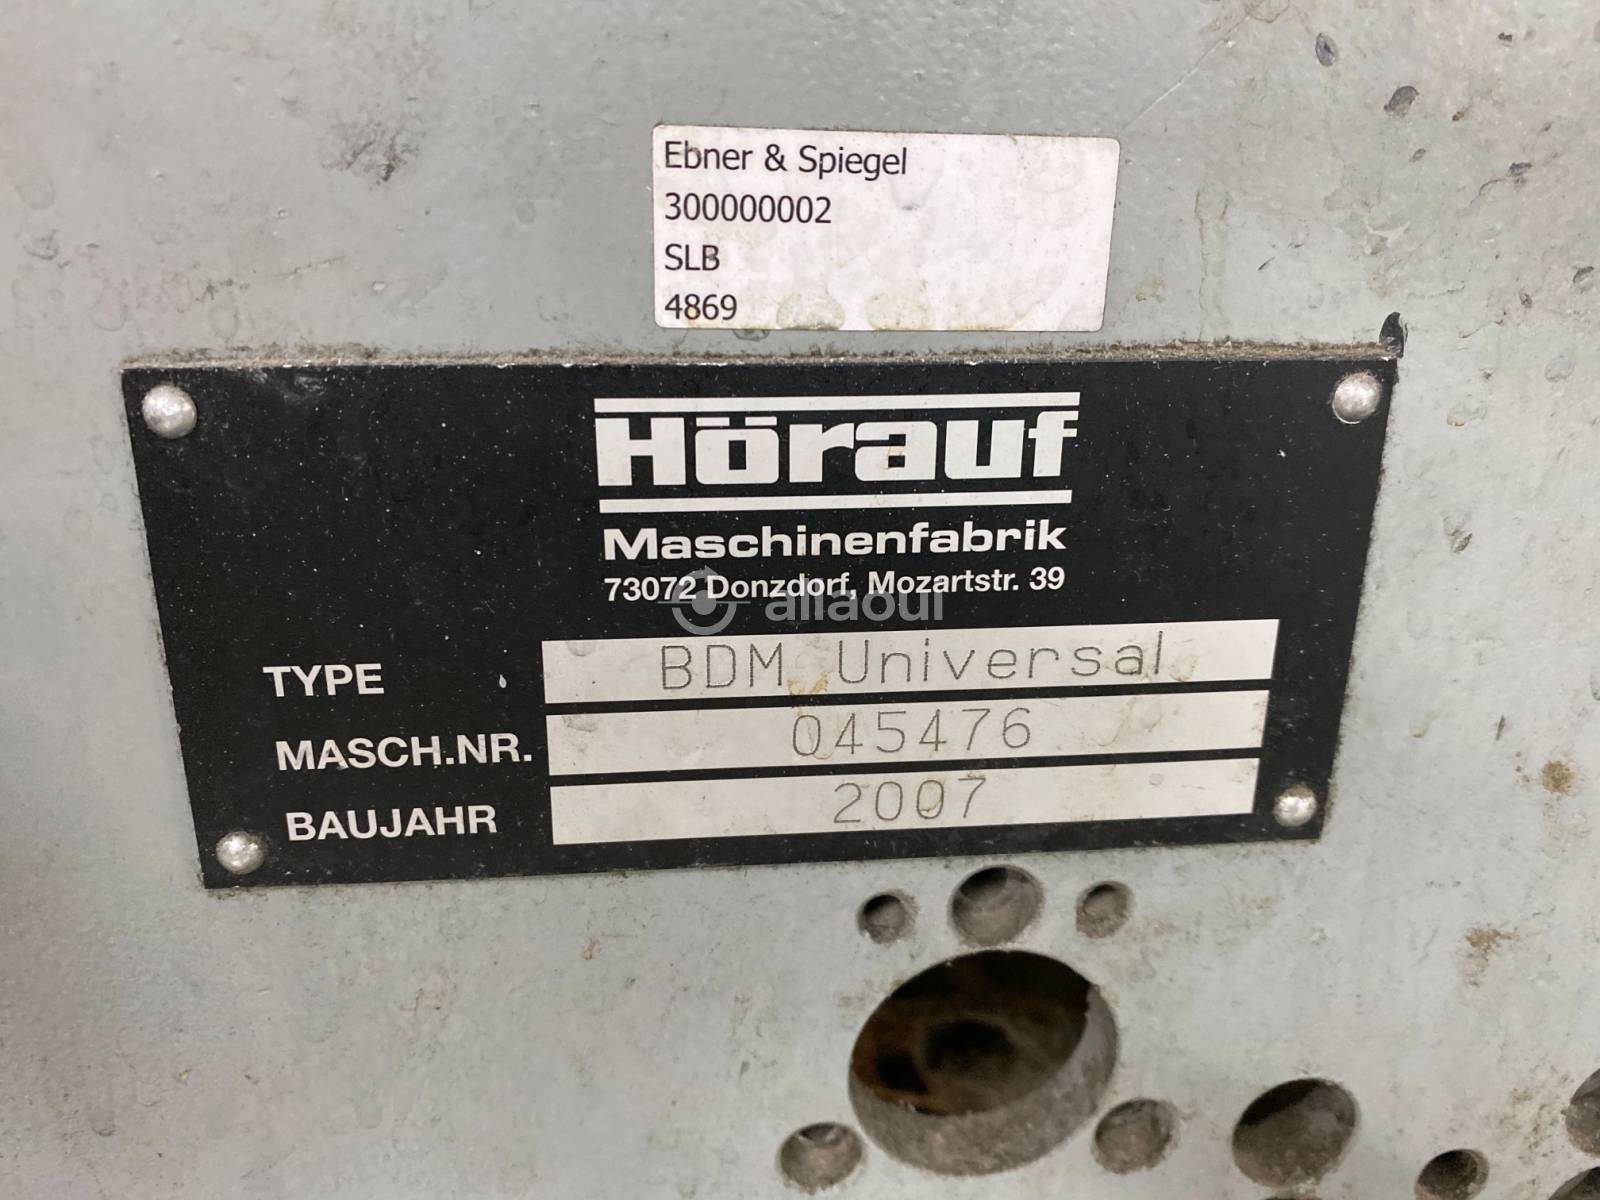 Ebner & Spiegel
300000002
SLB
4869
Hörauf
Maschinenfabrik
73072 Donzdorf, Mozartstr. 39
allaoui
TYPE BDM Universal
MASCH.NR. 045476
BAUJAHR 2007